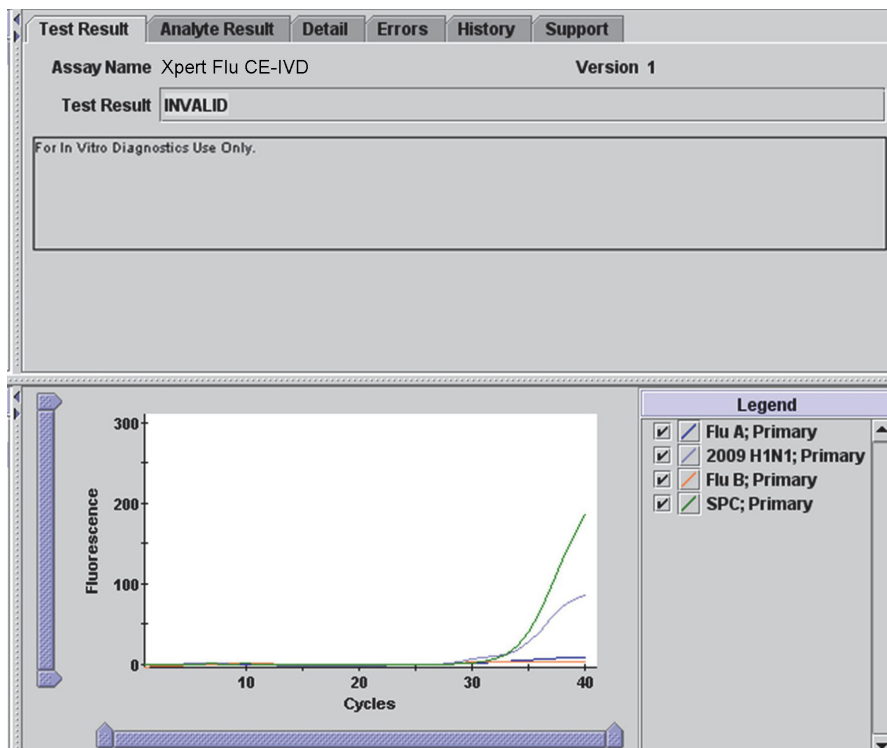 Test Result Analyte Result Detail Errors History Support
Assay Name Xpert Flu CE-IVD Version 1
Test Result INVALID
For In Vitro Diagnostics Use Only.
Legend
Flu A; Primary
2009 H1N1; Primary
Flu B; Primary
SPC; Primary
300
200
100
0
Fluorescence
10 20 30 40
Cycles